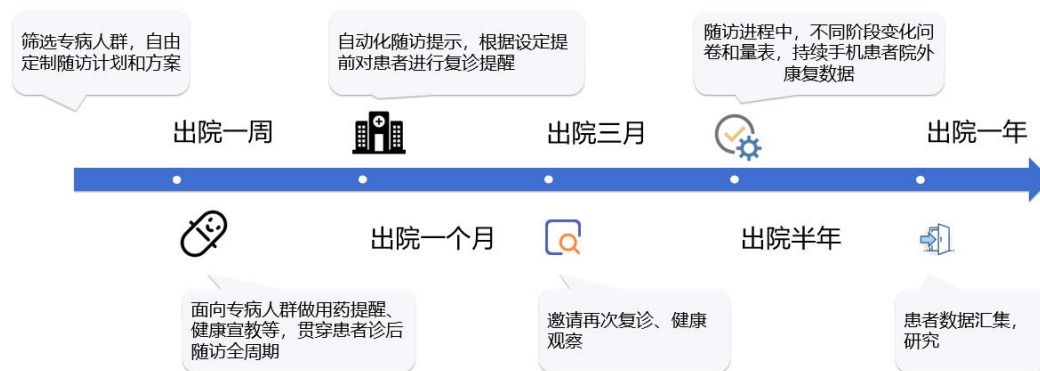 筛选专病人群，自由
定制随访计划和方案
自动化随访提示，根据设定提
前对患者进行复诊提醒
随访进程中，不同阶段变化问
卷和量表，持续手机患者院外
康复数据
出院一周
出院三月
出院一年
出院一个月
出院半年
面向专病人群做用药提醒、
健康宣教等，贯穿患者诊后
随访全周期
邀请再次复诊、健康
观察
患者数据汇集，
研究